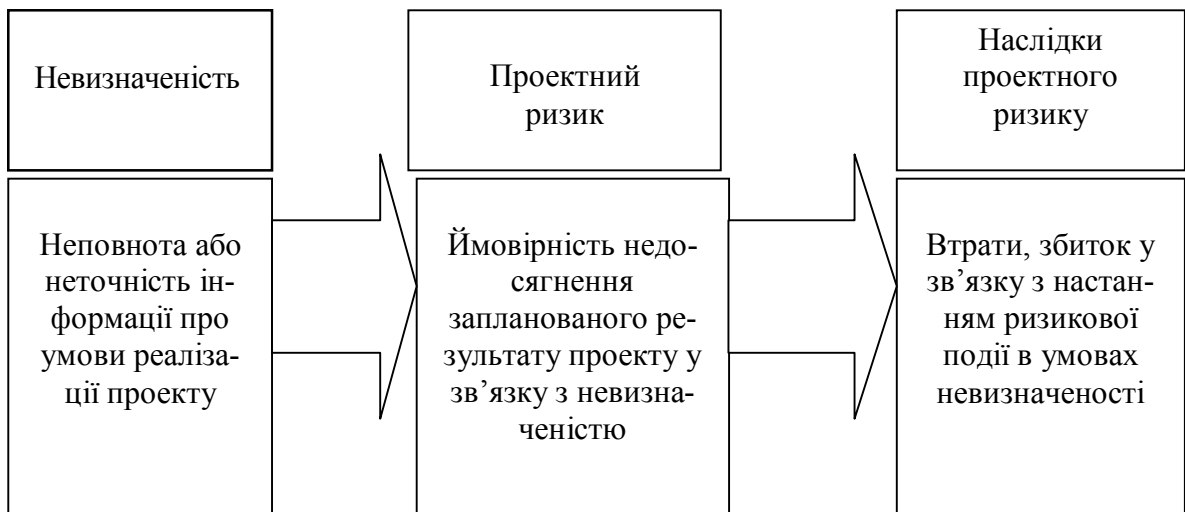 Невизначеність
Проектний
ризик
Наслідки
проектного
ризику
Неповнота або
неточність ін-
формації про
умови реаліза-
ції проекту
Ймовірність недо-
сягнення
запланованого ре-
зультату проекту у
зв’язку з невизна-
ченістю
Втрати, збиток у
зв’язку з настан-
ням ризикової
події в умовах
невизначеності